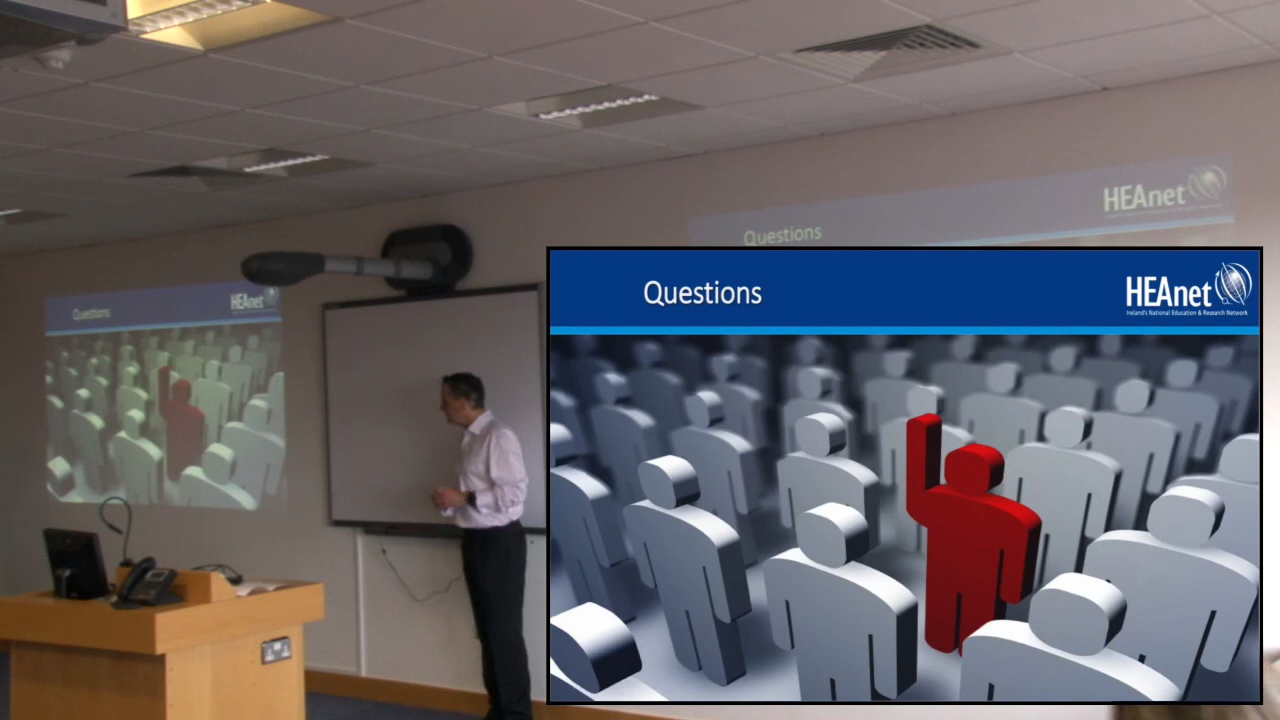 HEAnet
Questions
Questions
HEAnet
Ireland's National Education & Research Network
Questions
HEAnet